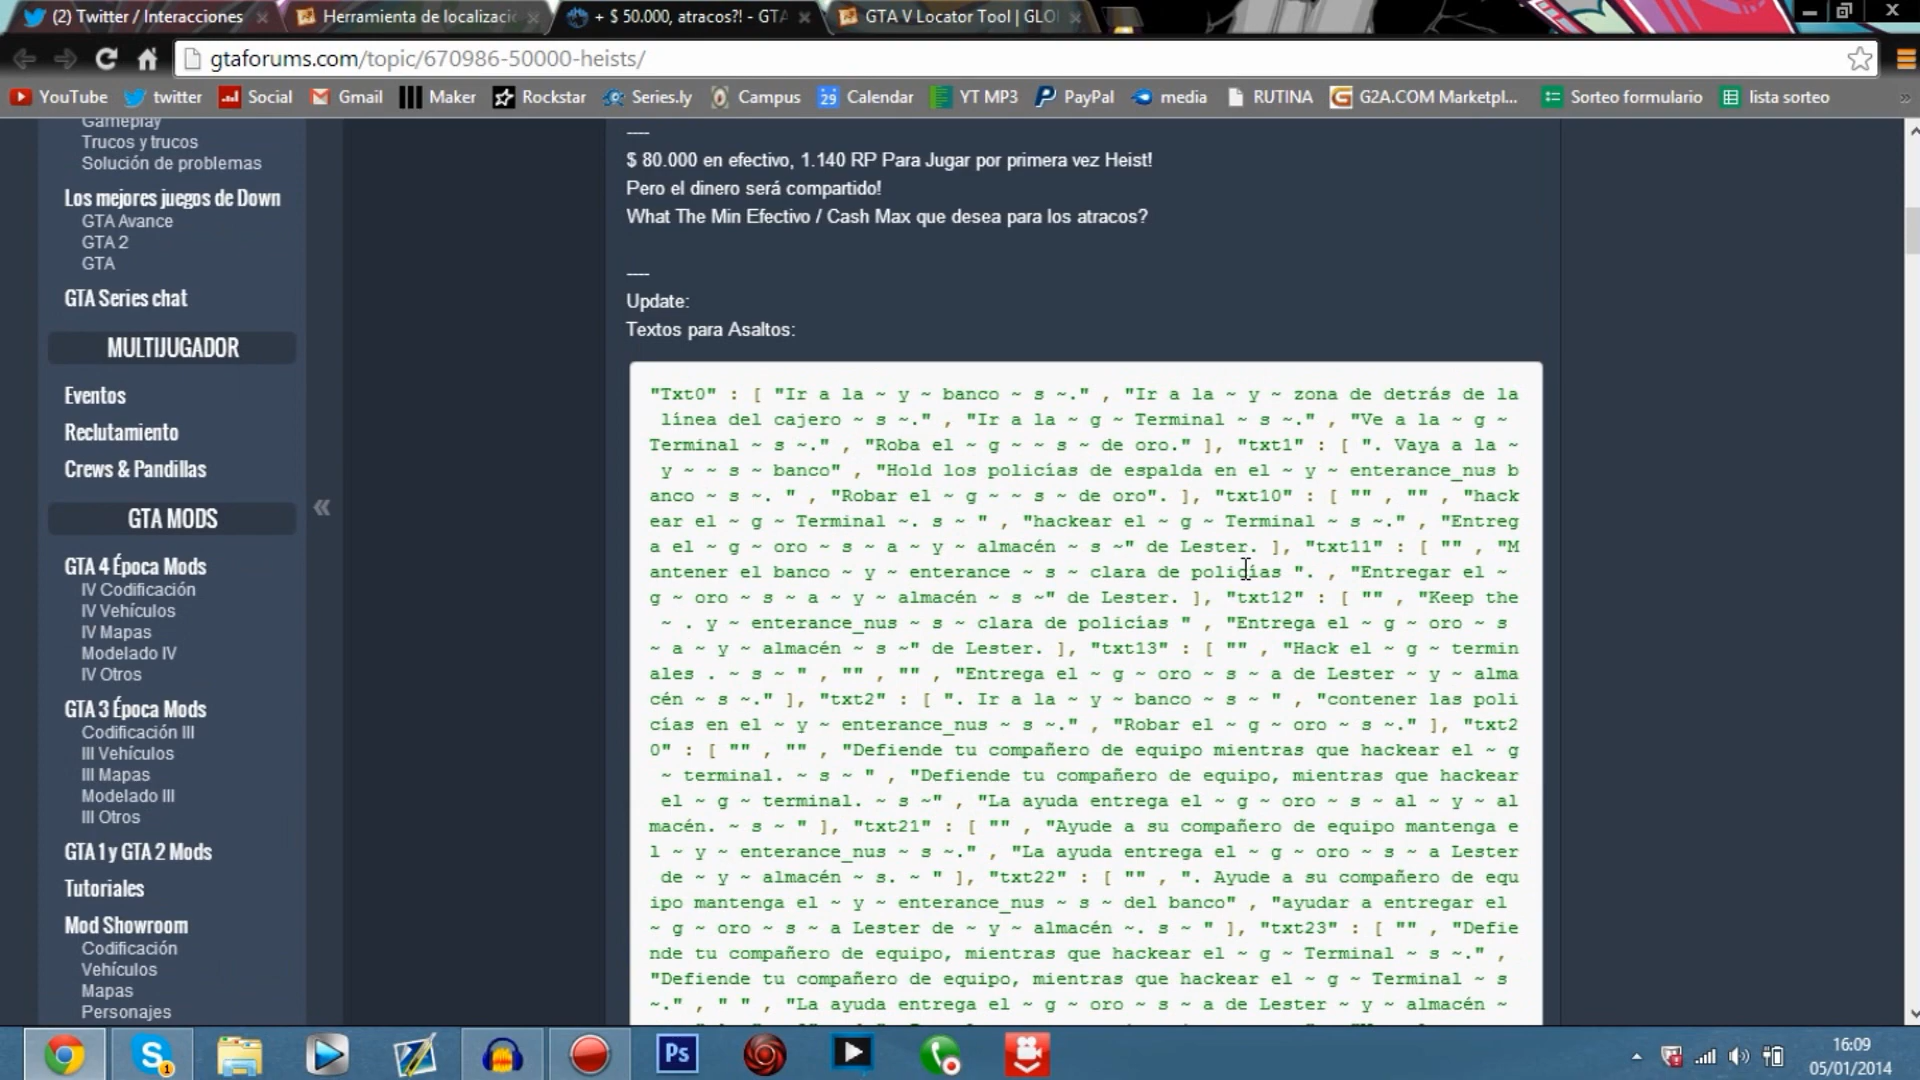 (2) Twitter / Interacciones
Herramienta de localizaci
+ $ 50.000, atracos?! - GTA
GTA V Locator Tool | GLO
gtaforums.com/topic/670986-50000-heists/
YouTube
twitter
Social
Gmail
Maker
Rockstar
Series.ly
Campus
29 Calendar
YT MP3
PayPal
media
RUTINA
G2A.COM Marketpl...
Sorteo formulario
lista sorteo
»
Gameplay
Trucos y trucos
Solución de problemas
Los mejores juegos de Down
GTA Avance
GTA 2
GTA
GTA Series chat
MULTIJUGADOR
Eventos
Reclutamiento
Crews & Pandillas
GTA MODS
GTA 4 Época Mods
IV Codificación
IV Vehículos
IV Mapas
Modelado IV
IV Otros
GTA 3 Época Mods
Codificación III
III Vehículos
III Mapas
Modelado III
III Otros
GTA 1 y GTA 2 Mods
Tutoriales
Mod Showroom
Codificación
Vehículos
Mapas
Personajes
«
----
$ 80.000 en efectivo, 1.140 RP Para Jugar por primera vez Heist!
Pero el dinero será compartido!
What The Min Efectivo / Cash Max que desea para los atracos?
----
Update:
Textos para Asaltos:
"Txt0" : [ "Ir a la ~ y ~ banco ~ s ~." , "Ir a la ~ y ~ zona de detrás de la
línea del cajero ~ s ~." , "Ir a la ~ g ~ Terminal ~ s ~." , "Ve a la ~ g ~
Terminal ~ s ~." , "Roba el ~ g ~ ~ s ~ de oro." ], "txt1" : [ ". Vaya a la ~
y ~ ~ s ~ banco" , "Hold los policías de espalda en el ~ y ~ enterance_nus b
anco ~ s ~. " , "Robar el ~ g ~ ~ s ~ de oro". ], "txt10" : [ "" , "" , "hack
ear el ~ g ~ Terminal ~. s ~ " , "hackear el ~ g ~ Terminal ~ s ~." , "Entreg
a el ~ g ~ oro ~ s ~ a ~ y ~ almacén ~ s ~" de Lester. ], "txt11" : [ "" , "M
antener el banco ~ y ~ enterance ~ s ~ clara de policías ". , "Entregar el ~
g ~ oro ~ s ~ a ~ y ~ almacén ~ s ~" de Lester. ], "txt12" : [ "" , "Keep the
~ . y ~ enterance_nus ~ s ~ clara de policías " , "Entrega el ~ g ~ oro ~ s
~ a ~ y ~ almacén ~ s ~" de Lester. ], "txt13" : [ "" , "Hack el ~ g ~ termin
ales . ~ s ~ " , "" , "" , "Entrega el ~ g ~ oro ~ s ~ a de Lester ~ y ~ alma
cén ~ s ~." ], "txt2" : [ ". Ir a la ~ y ~ banco ~ s ~ " , "contener las poli
cías en el ~ y ~ enterance_nus ~ s ~." , "Robar el ~ g ~ oro ~ s ~." ], "txt2
0" : [ "" , "" , "Defiende tu compañero de equipo mientras que hackear el ~ g
~ terminal. ~ s ~ " , "Defiende tu compañero de equipo, mientras que hackear
el ~ g ~ terminal. ~ s ~" , "La ayuda entrega el ~ g ~ oro ~ s ~ al ~ y ~ al
macén. ~ s ~ " ], "txt21" : [ "" , "Ayude a su compañero de equipo mantenga e
l ~ y ~ enterance_nus ~ s ~." , "La ayuda entrega el ~ g ~ oro ~ s ~ a Lester
de ~ y ~ almacén ~ s. ~ " ], "txt22" : [ "" , ". Ayude a su compañero de equ
ipo mantenga el ~ y ~ enterance_nus ~ s ~ del banco" , "ayudar a entregar el
~ g ~ oro ~ s ~ a Lester de ~ y ~ almacén ~. s ~ " ], "txt23" : [ "" , "Defie
nde tu compañero de equipo, mientras que hackear el ~ g ~ Terminal ~ s ~." ,
"Defiende tu compañero de equipo, mientras que hackear el ~ g ~ Terminal ~ s
~." , " " , "La ayuda entrega el ~ g ~ oro ~ s ~ a de Lester ~ y ~ almacén ~
Ps
1
16:09
05/01/2014